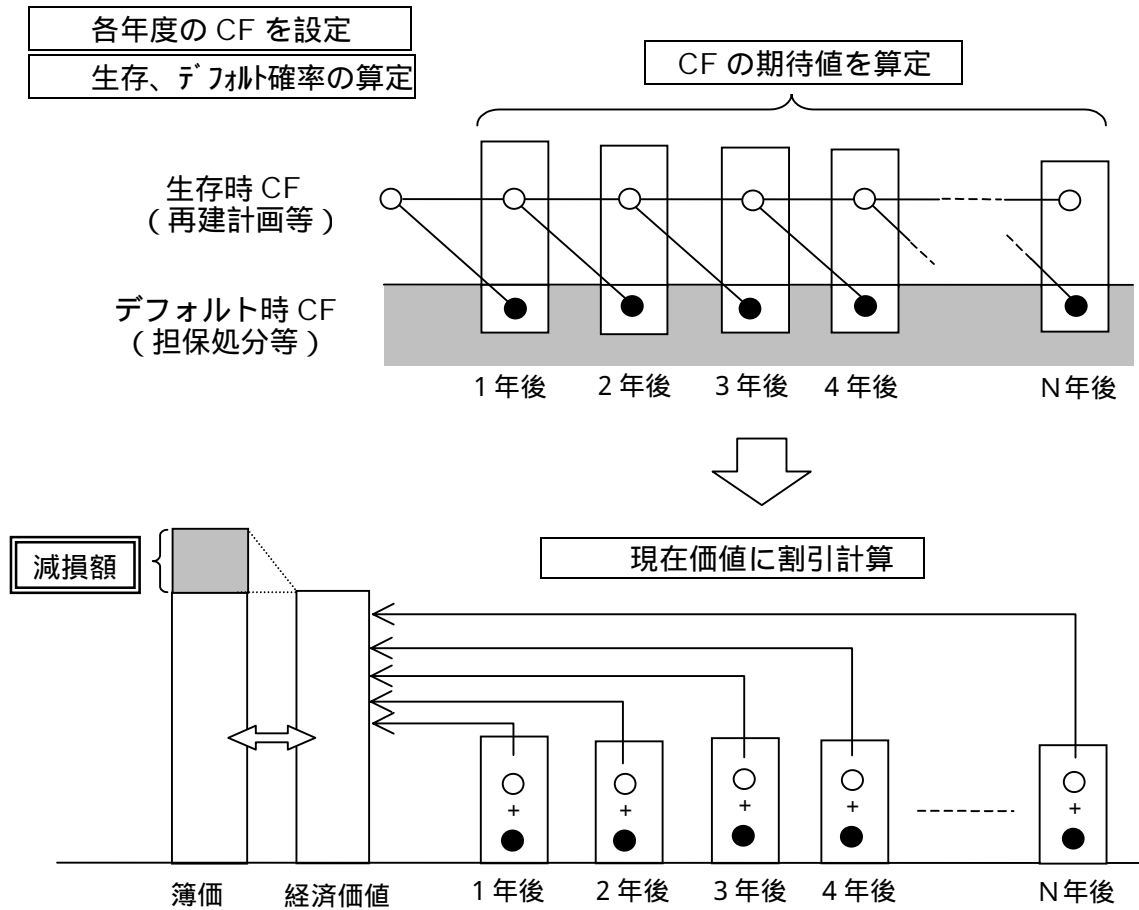 各年度の CF を設定
生存、デフォルト確率の算定
CF の期待値を算定
生存時 CF
(再建計画等)
デフォルト時 CF
(担保処分等)
1 年後
2 年後
3 年後
4 年後
N 年後
減損額
現在価値に割引計算
+
+
+
+
+
簿価
経済価値
1 年後
2 年後
3 年後
4 年後
N 年後